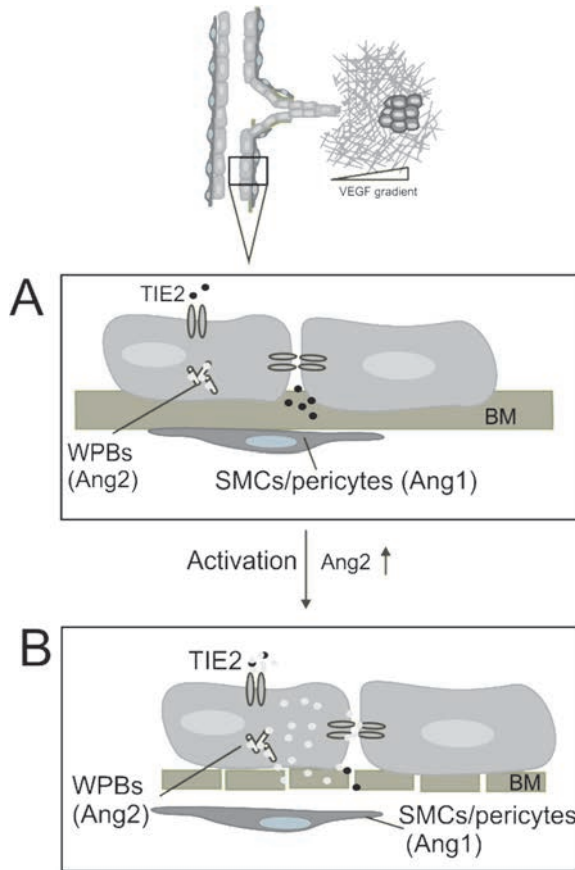 VEGF gradient
A
TIE2
WPBs
(Ang2)
BM
SMCs/pericytes (Ang1)
Activation
Ang2
B
TIE2
WPBs
(Ang2)
BM
SMCs/pericytes
(Ang1)